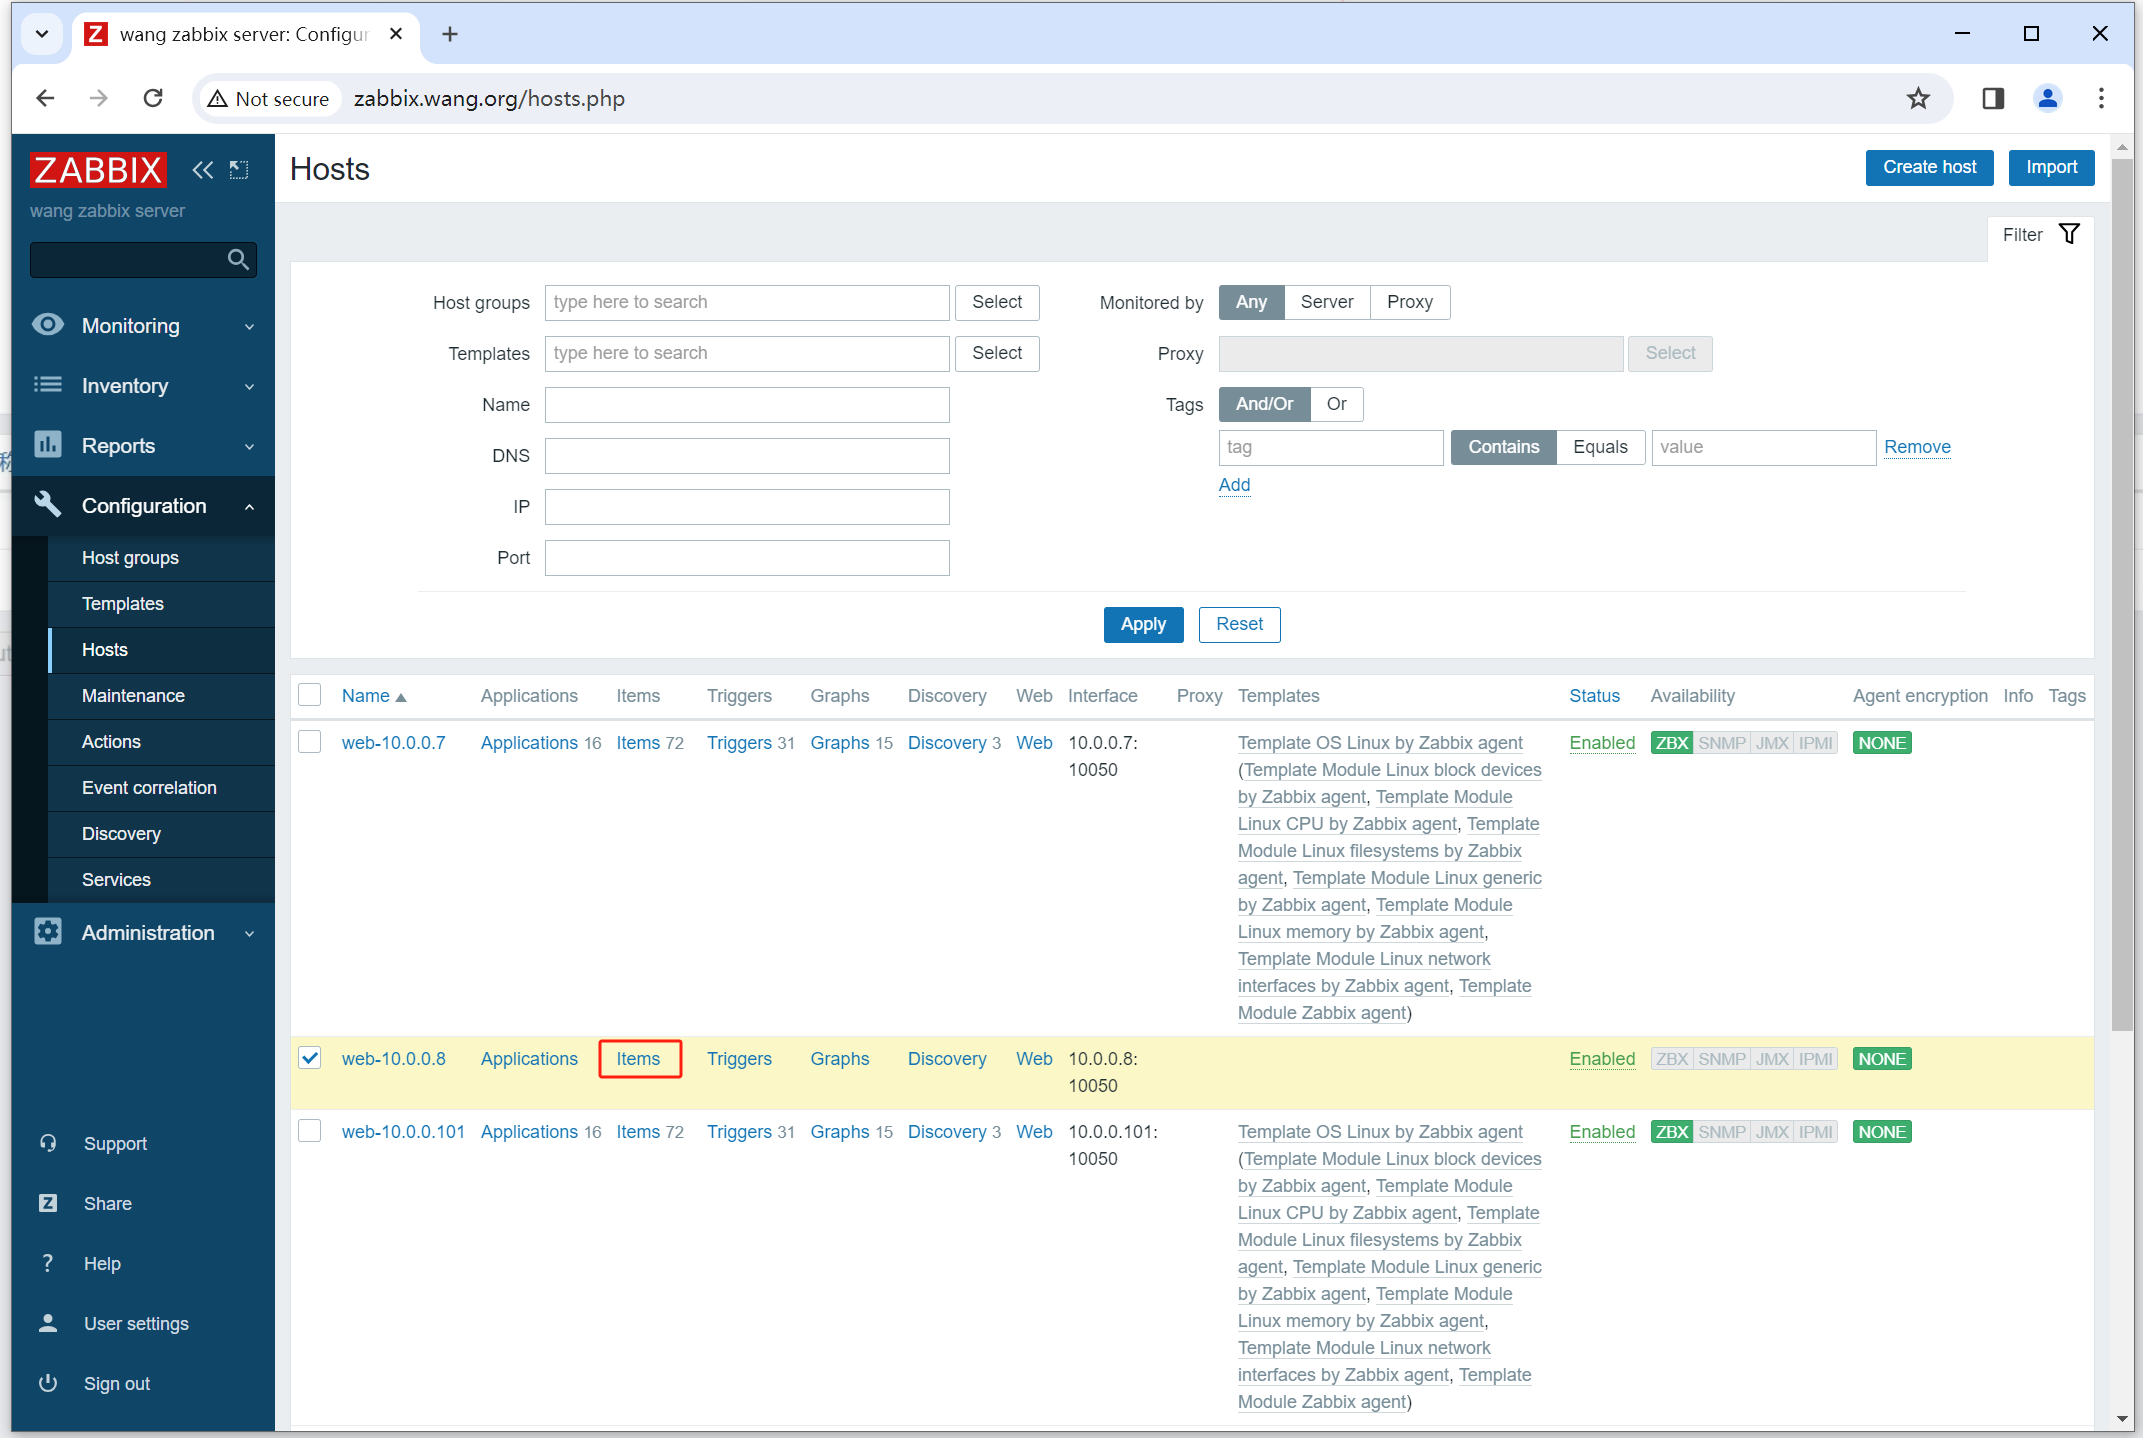 wang zabbix server: Configur
Not secure
zabbix.wang.org/hosts.php
ZABBIX
wang zabbix server
Monitoring
Inventory
Reports
Configuration
Host groups
Templates
Hosts
Maintenance
Actions
Event correlation
Discovery
Services
Administration
Support
Share
Help
User settings
Sign out
Hosts
Create host
Import
Filter
Host groups type here to search Select
Templates type here to search Select
Name
DNS
IP
Port
Monitored by Any Server Proxy
Proxy Select
Tags And/Or Or
tag Contains Equals value Remove
Add
Apply Reset
Name Applications Items Triggers Graphs Discovery Web Interface Proxy Templates Status Availability Agent encryption Info Tags
web-10.0.0.7 Applications 16 Items 72 Triggers 31 Graphs 15 Discovery 3 Web 10.0.0.7: Template OS Linux by Zabbix agent Enabled ZBX SNMP JMX IPMI NONE
10050 (Template Module Linux block devices
by Zabbix agent, Template Module
Linux CPU by Zabbix agent, Template
Module Linux filesystems by Zabbix
agent, Template Module Linux generic
by Zabbix agent, Template Module
Linux memory by Zabbix agent,
Template Module Linux network
interfaces by Zabbix agent, Template
Module Zabbix agent)
web-10.0.0.8 Applications Items Triggers Graphs Discovery Web 10.0.0.8: Enabled ZBX SNMP JMX IPMI NONE
10050
web-10.0.0.101 Applications 16 Items 72 Triggers 31 Graphs 15 Discovery 3 Web 10.0.0.101: Template OS Linux by Zabbix agent Enabled ZBX SNMP JMX IPMI NONE
10050 (Template Module Linux block devices
by Zabbix agent, Template Module
Linux CPU by Zabbix agent, Template
Module Linux filesystems by Zabbix
agent, Template Module Linux generic
by Zabbix agent, Template Module
Linux memory by Zabbix agent,
Template Module Linux network
interfaces by Zabbix agent, Template
Module Zabbix agent)